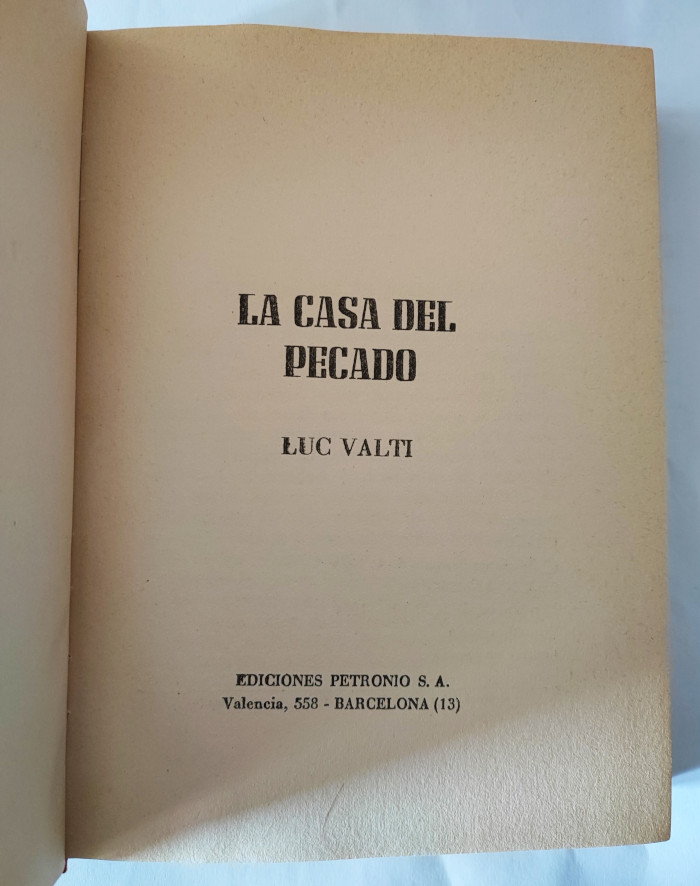 LA CASA DEL
PECADO
LUC VALTI
EDICIONES PETRONIO S. A.
Valencia, 558 - BARCELONA (13)